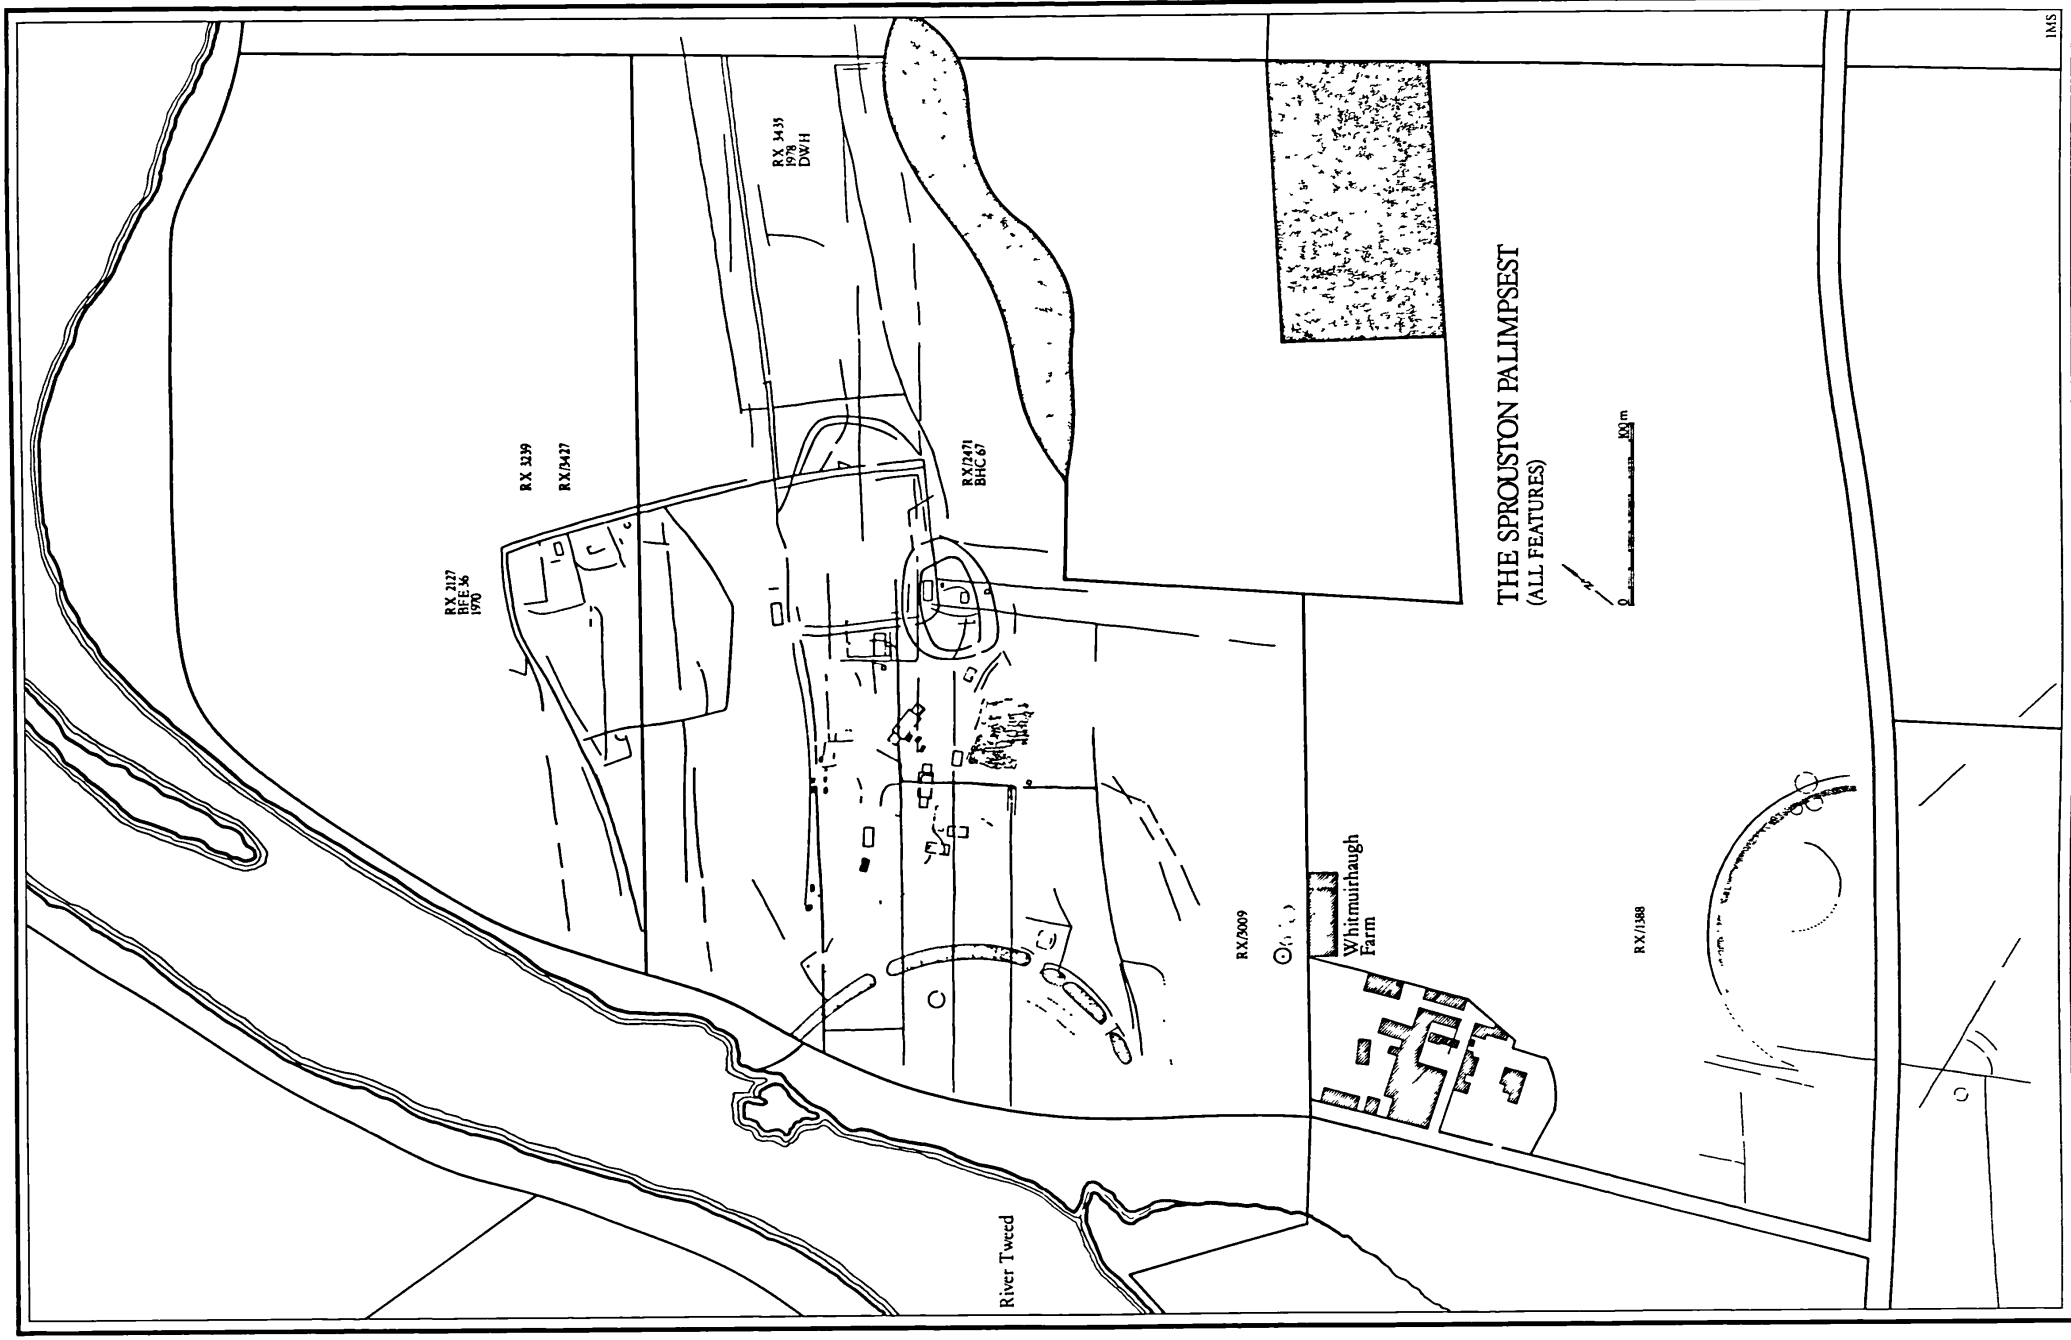 THE SPROUSTON PALIMPSEST
(ALL FEATURES)
N
0
100m
RX 2127
BFE 36
1970
RX 3239
RX/3427
RX 3435
1978
DWH
RX/2471
BHC 67
RX/3009
Whitmuirhaugh
Farm
RX/1388
River Tweed
IMS